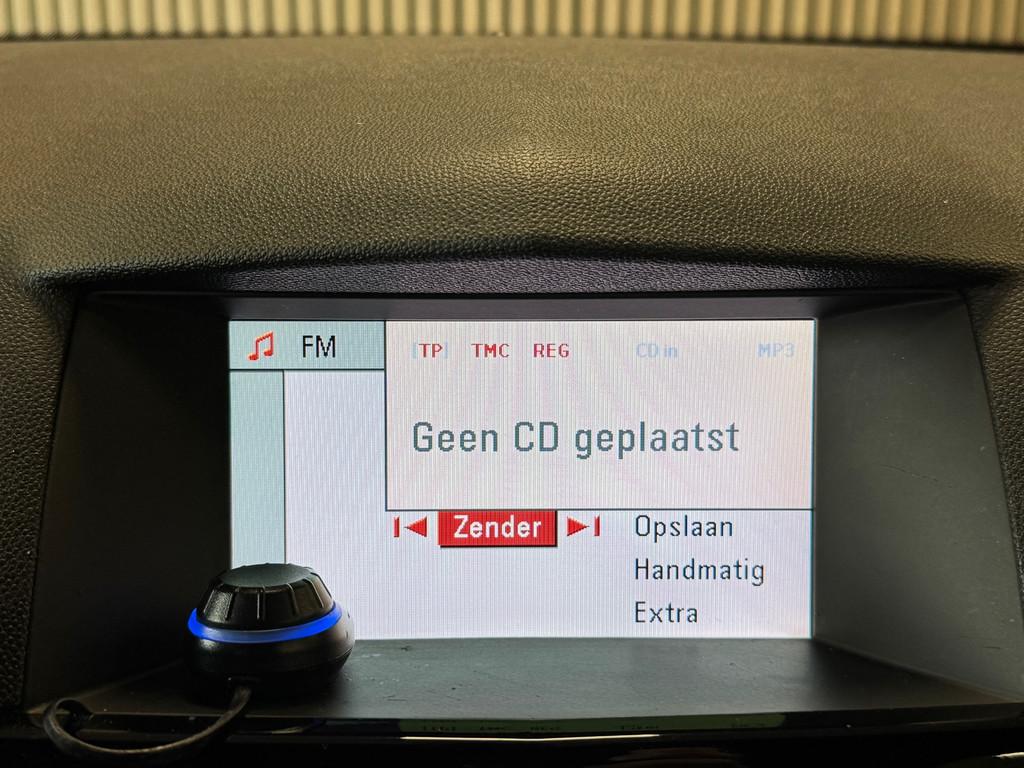 FM
[TP] TMC REG CD in MP3
Geen CD geplaatst
Zender Opslaan
Handmatig
Extra